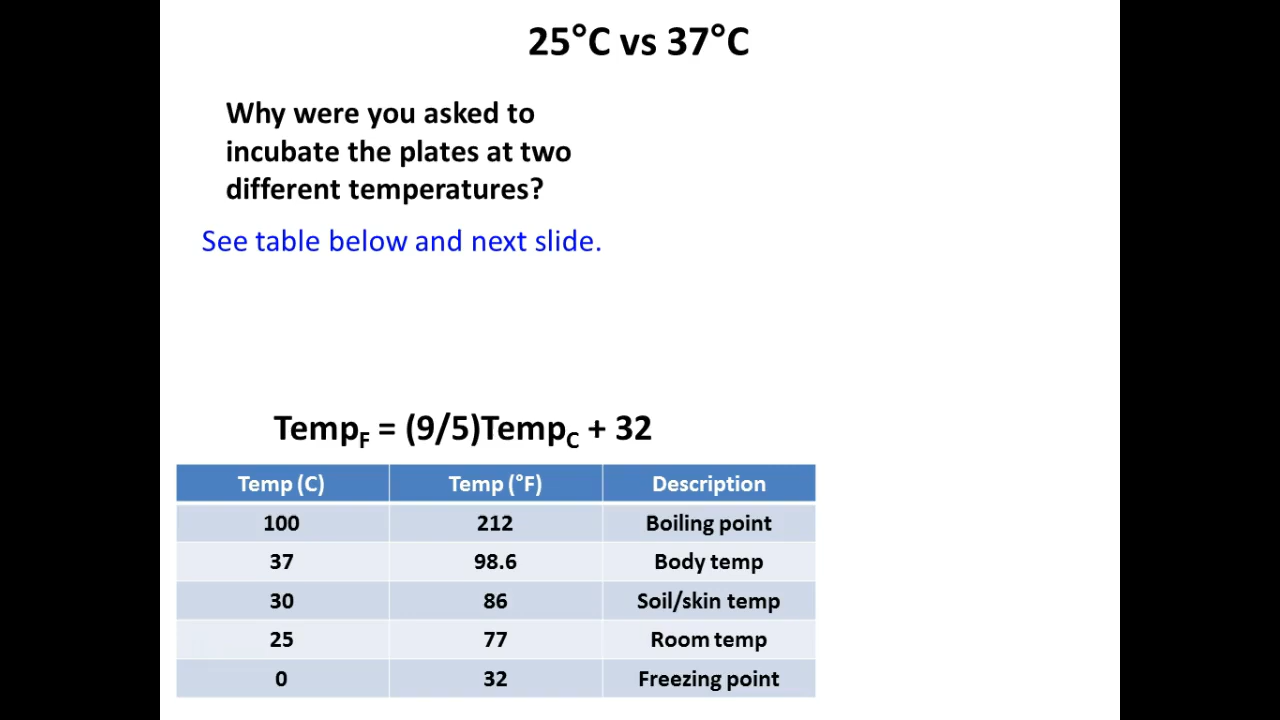 25°C vs 37°C
Why were you asked to
incubate the plates at two
different temperatures?
See table below and next slide.
Temp_F = (9/5)Temp_C + 32
Temp (C) Temp (°F) Description
100 212 Boiling point
37 98.6 Body temp
30 86 Soil/skin temp
25 77 Room temp
0 32 Freezing point